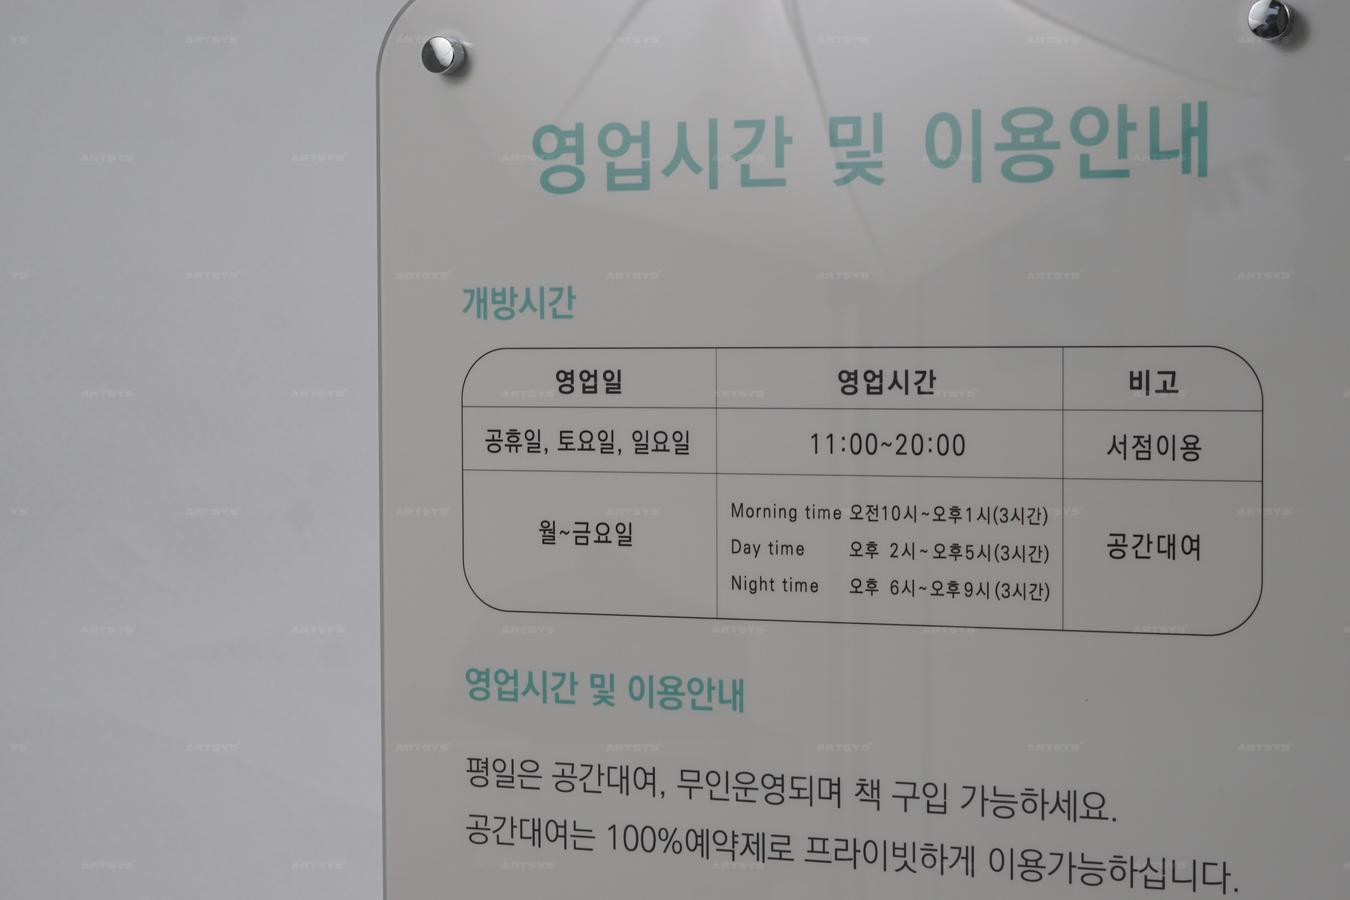 영업시간 및 이용안내
개방시간
영업일 영업시간 비고
공휴일, 토요일, 일요일 11:00~20:00 서점이용
월~금요일 Morning time 오전10시~오후1시(3시간) 공간대여
Day time 오후 2시~오후5시(3시간)
Night time 오후 6시~오후9시(3시간)
영업시간 및 이용안내
평일은 공간대여, 무인운영되며 책 구입 가능하세요.
공간대여는 100%예약제로 프라이빗하게 이용가능하십니다.
ARTSYS